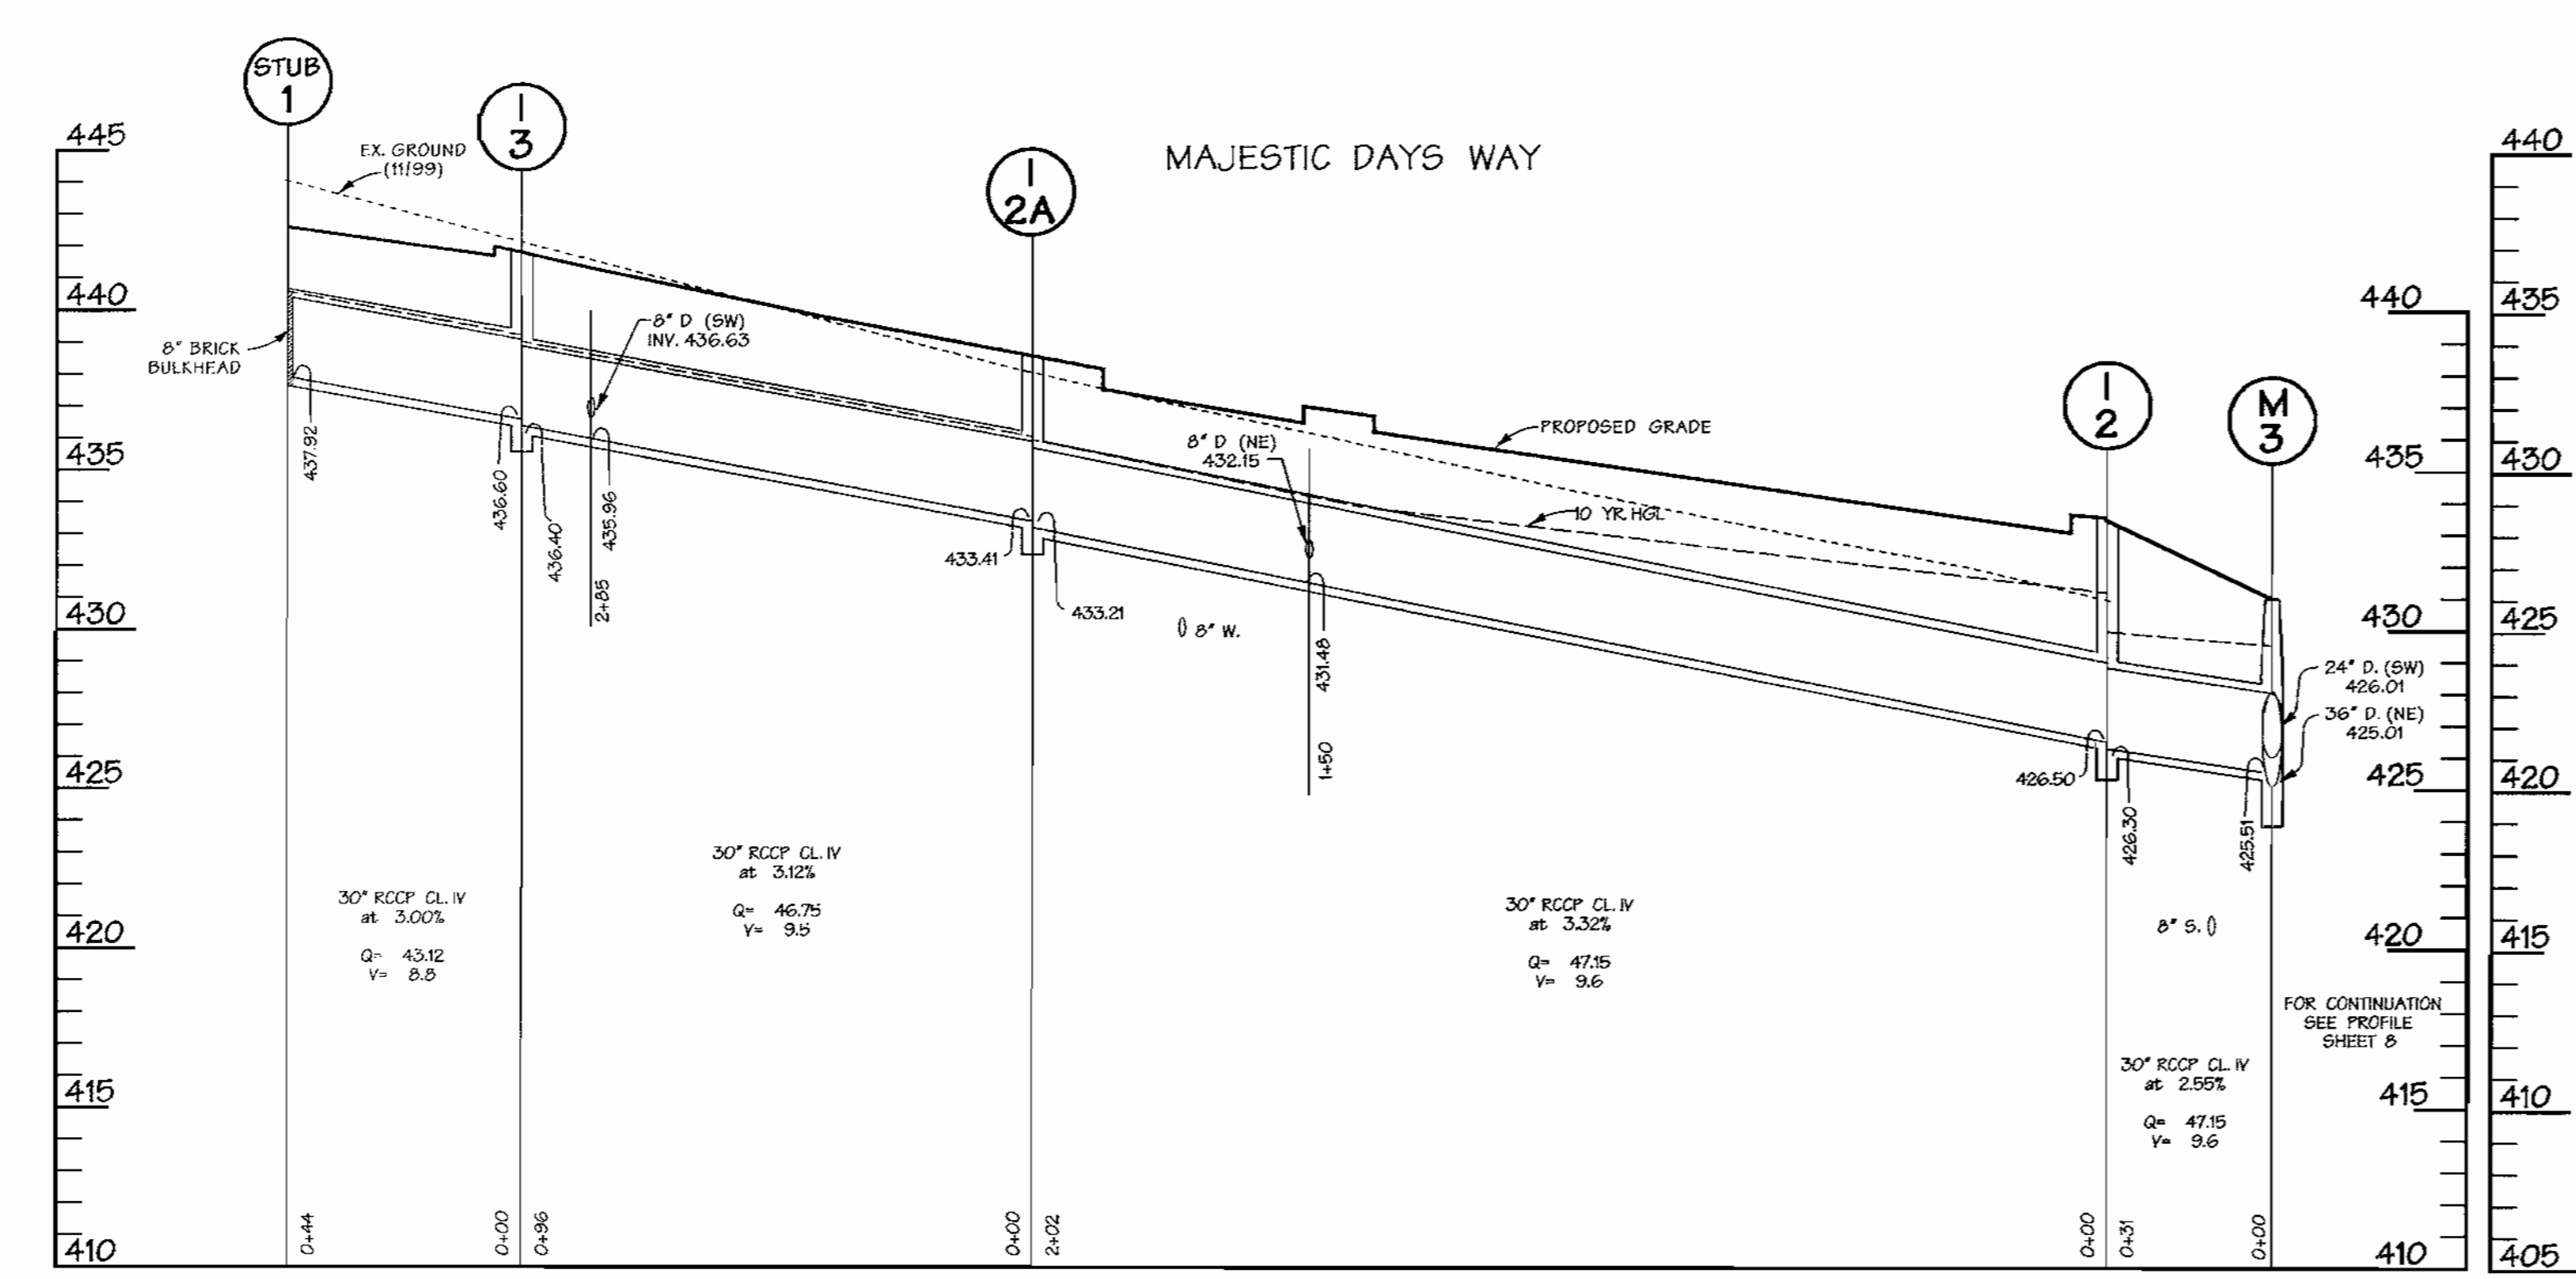 STUB
1
I
3
I
2A
MAJESTIC DAYS WAY
I
2
M
3
EX. GROUND
(11/99)
445
440
435
430
425
420
415
410
8" BRICK
BULKHEAD
8" D (SW)
INV. 436.63
437.92
436.60
436.40
435.96
2+85
433.41
433.21
8" W.
8" D (NE)
432.15
431.48
1+50
PROPOSED GRADE
10 YR HGL
426.50
426.30
425.51
24" D. (SW)
426.01
36" D. (NE)
425.01
8" S.
30" RCCP CL. IV
at 3.00%
Q= 43.12
V= 8.8
30" RCCP CL. IV
at 3.12%
Q= 46.75
V= 9.5
30" RCCP CL. IV
at 3.32%
Q= 47.15
V= 9.6
30" RCCP CL. IV
at 2.55%
Q= 47.15
V= 9.6
FOR CONTINUATION
SEE PROFILE
SHEET 8
0+44
0+00
0+96
0+00
2+02
0+00
0+31
0+00
440
435
430
425
420
415
410
440
435
430
425
420
415
410
405